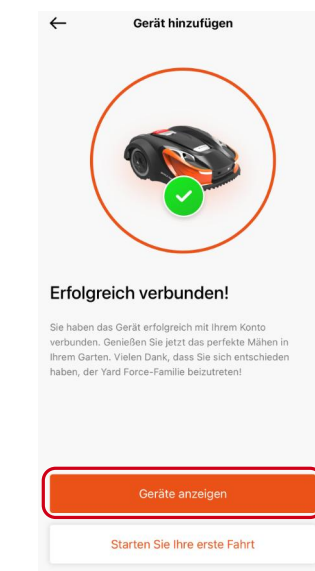 Gerät hinzufügen
Erfolgreich verbunden!
Sie haben das Gerät erfolgreich mit Ihrem Konto
verbunden. Genießen Sie jetzt das perfekte Mähen in
Ihrem Garten. Vielen Dank, dass Sie sich entschieden
haben, der Yard Force-Familie beizutreten!
Geräte anzeigen
Starten Sie Ihre erste Fahrt